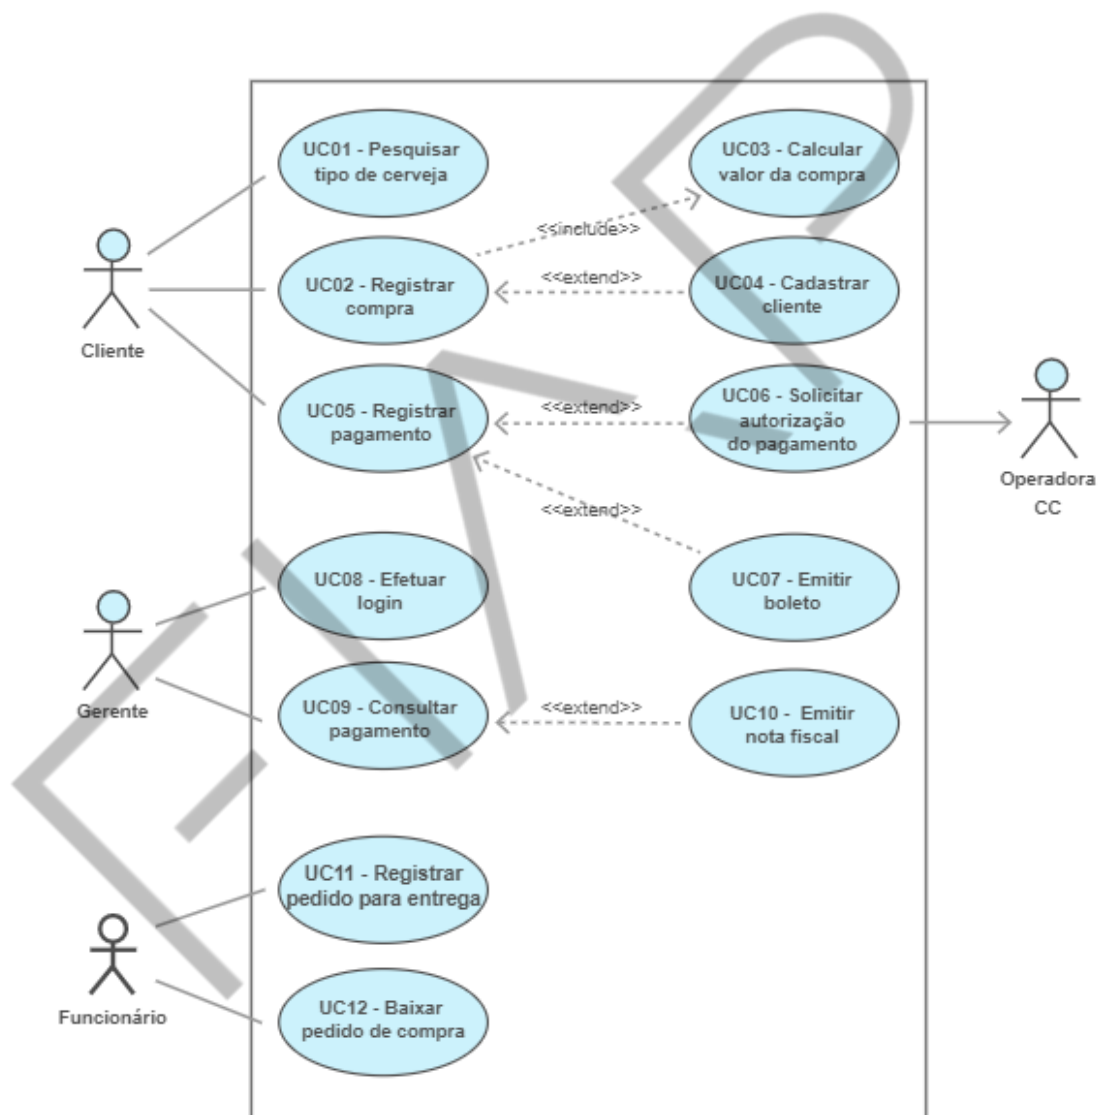 UC01 - Pesquisar
tipo de cerveja
UC03 - Calcular
valor da compra
<<include>>
Cliente
UC02 - Registrar
compra
<<extend>>
UC04 - Cadastrar
cliente
UC05 - Registrar
pagamento
<<extend>>
UC06 - Solicitar
autorização
do pagamento
Operadora
CC
<<extend>>
UC08 - Efetuar
login
UC07 - Emitir
boleto
Gerente
UC09 - Consultar
pagamento
<<extend>>
UC10 - Emitir
nota fiscal
UC11 - Registrar
pedido para entrega
Funcionário
UC12 - Baixar
pedido de compra